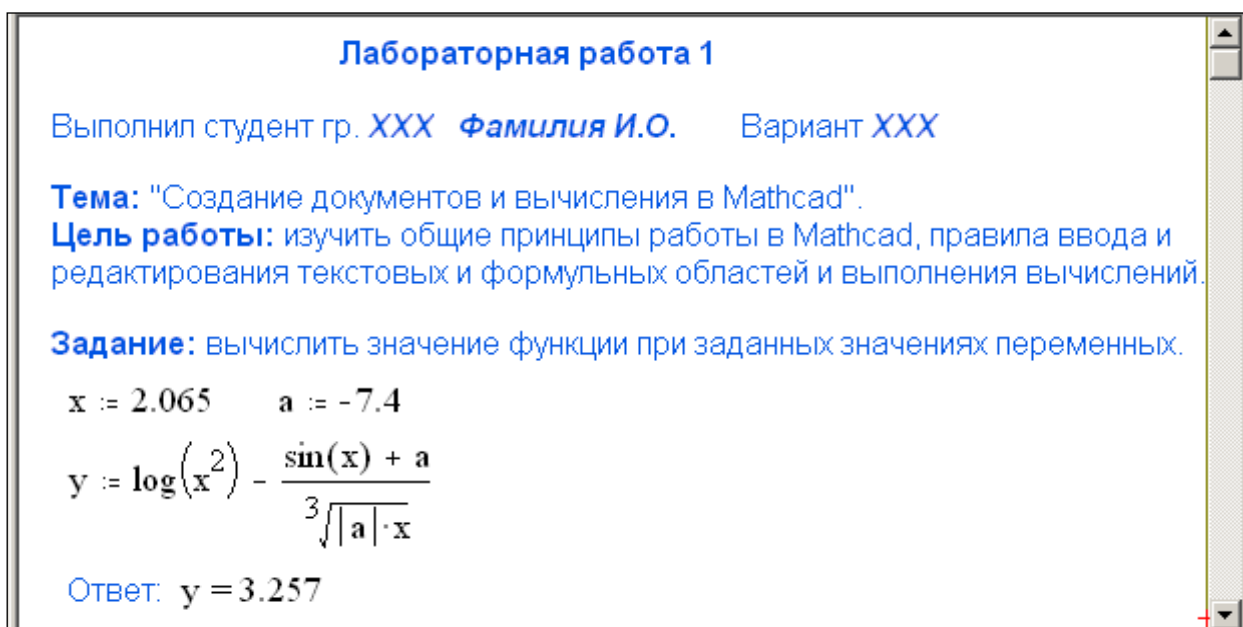 Лабораторная работа 1
Выполнил студент гр. XXX Фамилия И.О. Вариант XXX
Тема: "Создание документов и вычисления в Mathcad".
Цель работы: изучить общие принципы работы в Mathcad, правила ввода и
редактирования текстовых и формульных областей и выполнения вычислений.
Задание: вычислить значение функции при заданных значениях переменных.
x := 2.065 a := -7.4
y := log(x^2) - (sin(x) + a) / ∛(|a|·x)
Ответ: y = 3.257